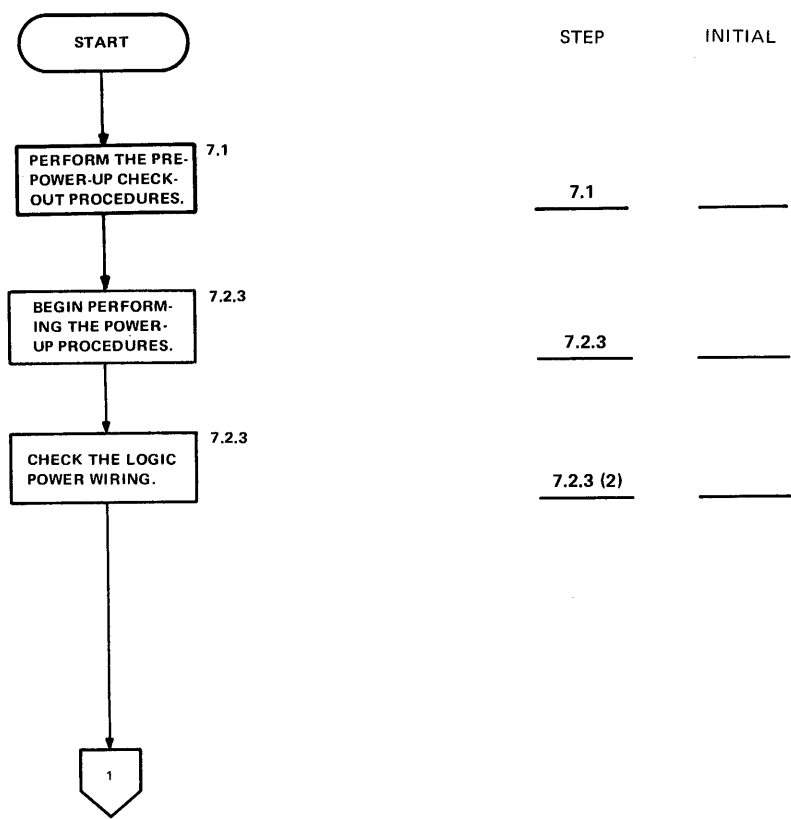 START
STEP INITIAL
PERFORM THE PRE-
POWER-UP CHECK-
OUT PROCEDURES.
7.1
7.1
BEGIN PERFORM-
ING THE POWER-
UP PROCEDURES.
7.2.3
7.2.3
CHECK THE LOGIC
POWER WIRING.
7.2.3
7.2.3 (2)
1